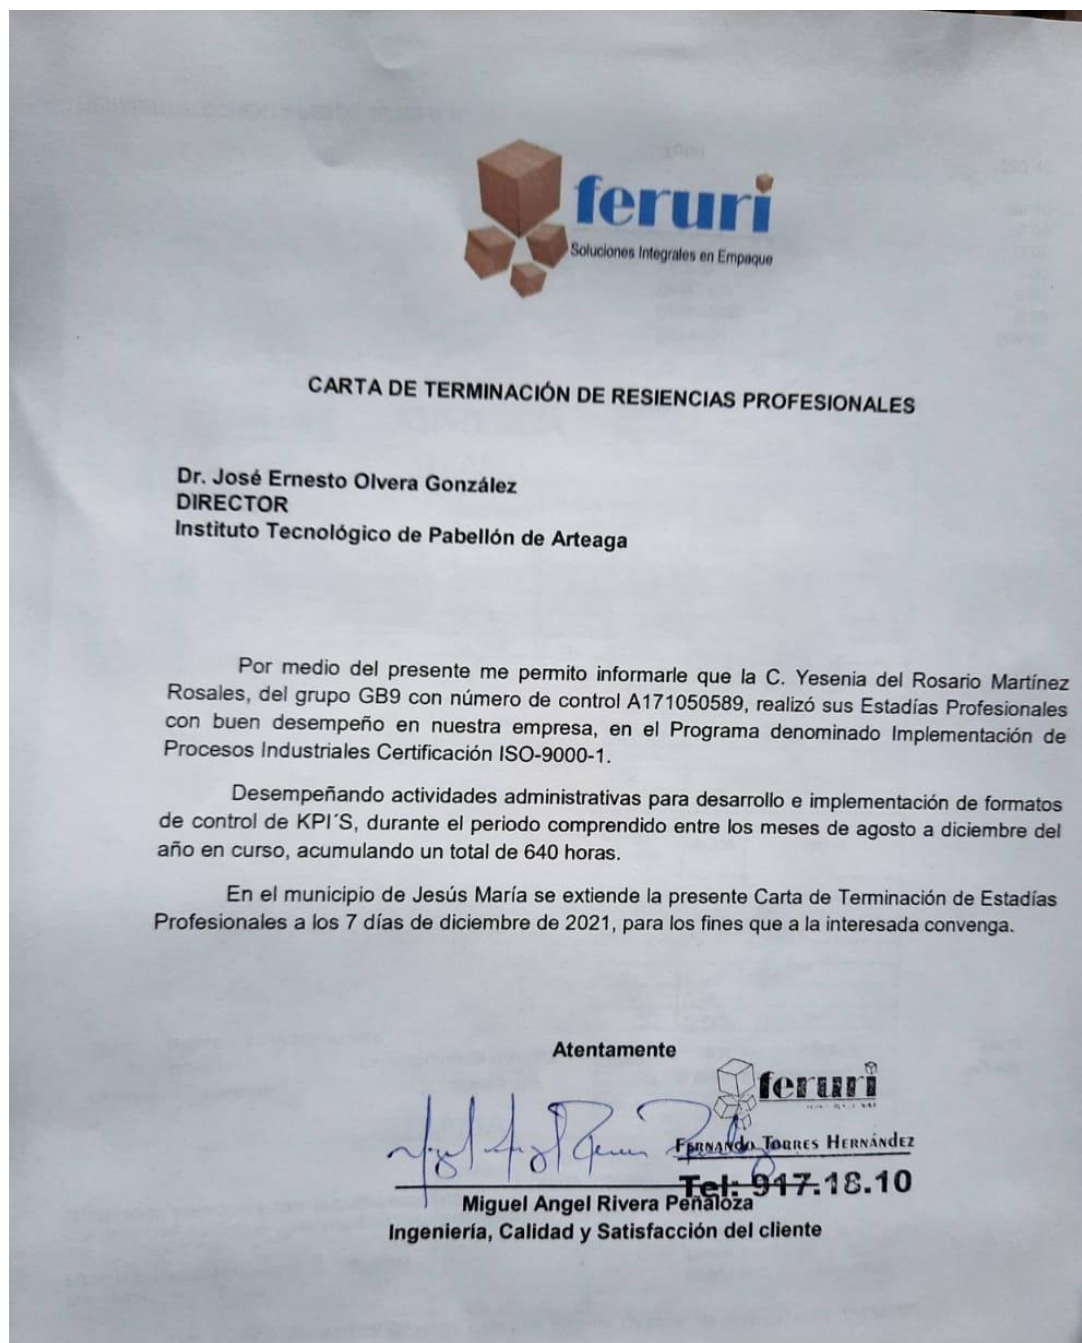 feruri
Soluciones Integrales en Empaque
CARTA DE TERMINACIÓN DE RESIENCIAS PROFESIONALES
Dr. José Ernesto Olvera González
DIRECTOR
Instituto Tecnológico de Pabellón de Arteaga
Por medio del presente me permito informarle que la C. Yesenia del Rosario Martínez
Rosales, del grupo GB9 con número de control A171050589, realizó sus Estadías Profesionales
con buen desempeño en nuestra empresa, en el Programa denominado Implementación de
Procesos Industriales Certificación ISO-9000-1.
Desempeñando actividades administrativas para desarrollo e implementación de formatos
de control de KPI´S, durante el periodo comprendido entre los meses de agosto a diciembre del
año en curso, acumulando un total de 640 horas.
En el municipio de Jesús María se extiende la presente Carta de Terminación de Estadías
Profesionales a los 7 días de diciembre de 2021, para los fines que a la interesada convenga.
Atentamente
feruri
FERNANDO TORRES HERNÁNDEZ
Tel: 917.18.10
Miguel Angel Rivera Peñaloza
Ingeniería, Calidad y Satisfacción del cliente